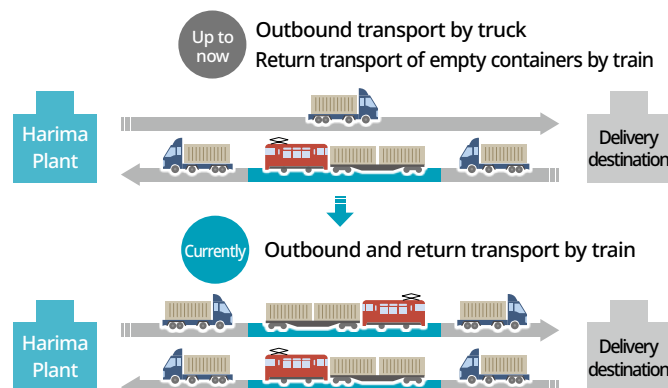 Up to
now
Outbound transport by truck
Return transport of empty containers by train
Harima
Plant
Delivery
destination
Currently
Outbound and return transport by train
Harima
Plant
Delivery
destination